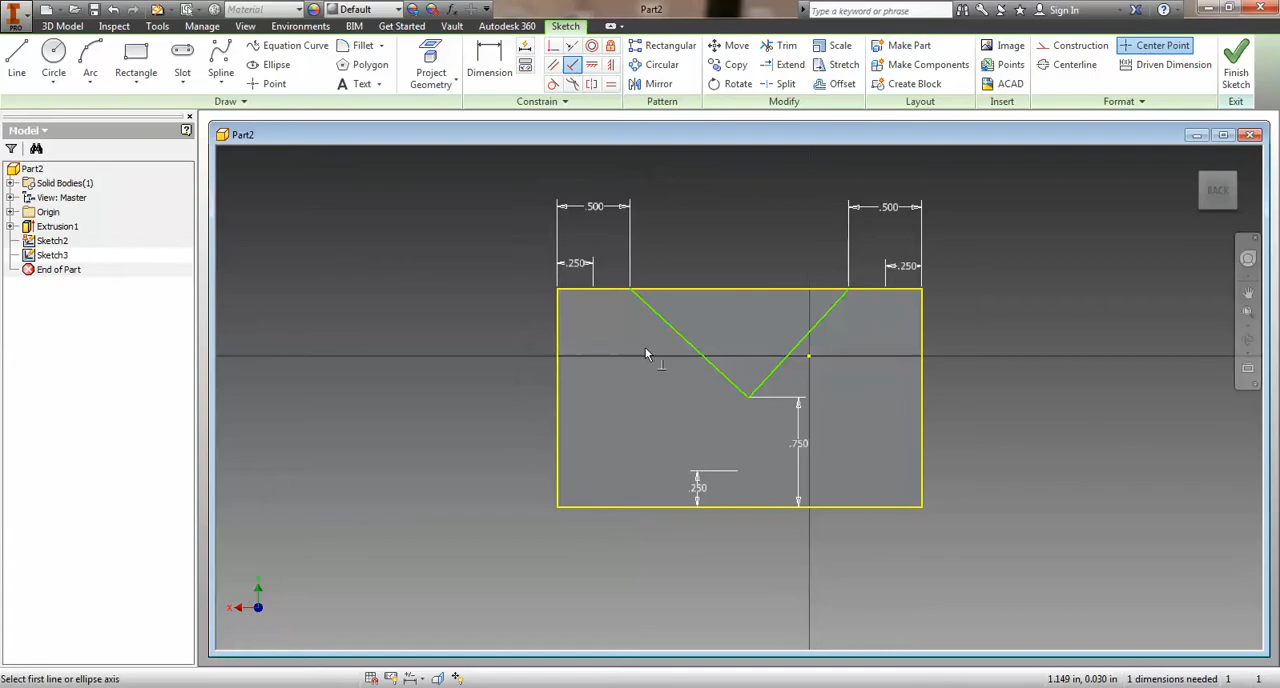 Material Default Part2 Type a keyword or phrase Sign In
PRO 3D Model Inspect Tools Manage View Environments BIM Get Started Vault Autodesk 360 Sketch
Line Circle Arc Rectangle Slot Spline Equation Curve Ellipse Point Fillet Polygon Text Project Geometry Dimension Rectangular Circular Mirror Move Copy Rotate Trim Extend Split Scale Stretch Offset Make Part Make Components Create Block Image Points ACAD Construction Centerline Center Point Driven Dimension Finish Sketch
Draw Constrain Pattern Modify Layout Insert Format Exit
Model
Part2
Part2
Solid Bodies(1)
View: Master
Origin
Extrusion1
Sketch2
Sketch3
End of Part
BACK
.500 .500
.250 .250
.750
.250
X
Select first line or ellipse axis 1.149 in, 0.030 in 1 dimensions needed 1 1